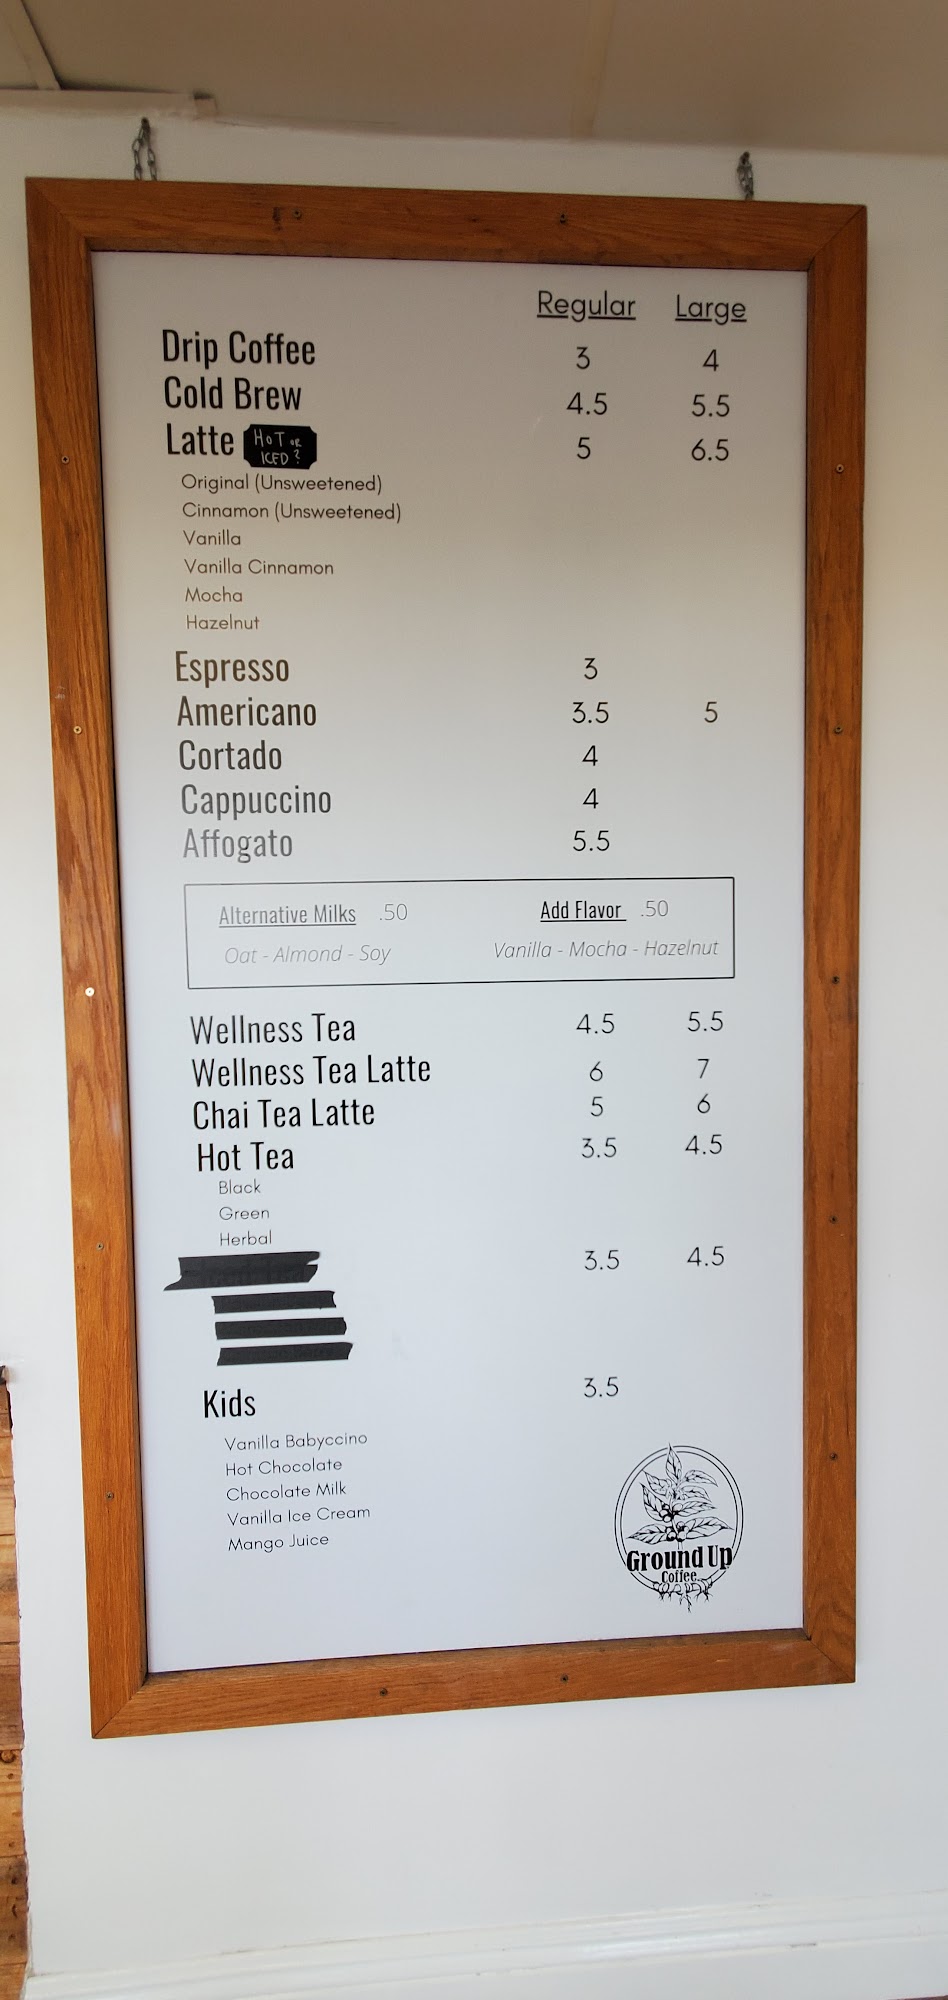 Regular Large
Drip Coffee 3 4
Cold Brew 4.5 5.5
Latte HOT OR ICED? 5 6.5
Original (Unsweetened)
Cinnamon (Unsweetened)
Vanilla
Vanilla Cinnamon
Mocha
Hazelnut
Espresso 3
Americano 3.5 5
Cortado 4
Cappuccino 4
Affogato 5.5
Alternative Milks .50 Add Flavor .50
Oat - Almond - Soy Vanilla - Mocha - Hazelnut
Wellness Tea 4.5 5.5
Wellness Tea Latte 6 7
Chai Tea Latte 5 6
Hot Tea 3.5 4.5
Black
Green
Herbal
3.5 4.5
Kids 3.5
Vanilla Babyccino
Hot Chocolate
Chocolate Milk
Vanilla Ice Cream
Mango Juice
Ground Up
Coffee